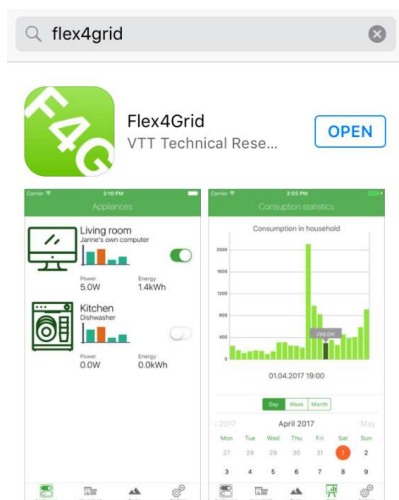 flex4grid
F4G
Flex4Grid
VTT Technical Rese...
OPEN
Carrier 2:10 PM
Appliances
Living room
Janne's own computer
Power Energy
5.0W 1.4kWh
Kitchen
Dishwasher
Power Energy
0.0W 0.0kWh
Carrier 2:55 PM
Consuption statistics
Consumption in household
2000
1600
1200
800
400
0
01.04.2017 19:00
Day Week Month
2017 April 2017 May
Mon Tue Wed Thu Fri Sat Sun
27 28 29 30 31 1 2
3 4 5 6 7 8 9